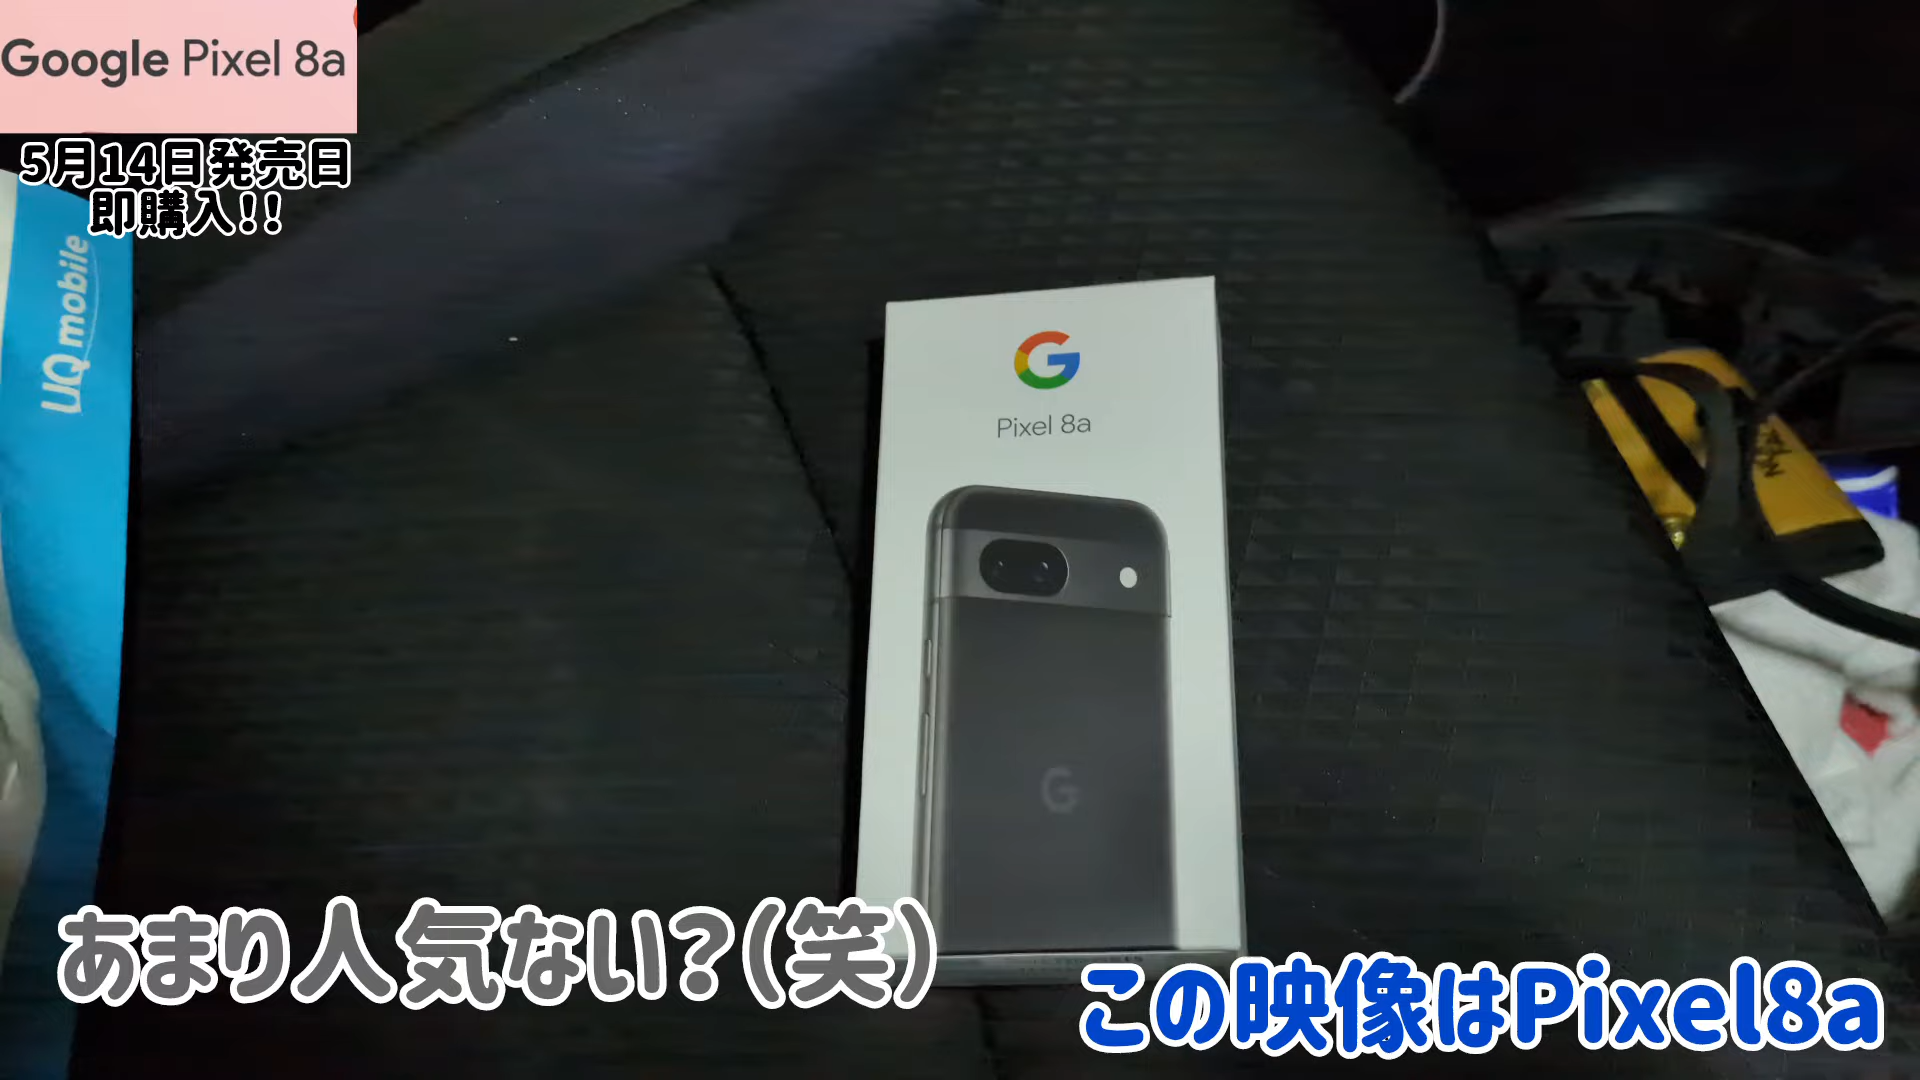 Google Pixel 8a
5月14日発売日
即購入!!
UQ mobile
G
Pixel 8a
G
あまり人気ない?(笑)
この映像はPixel8a